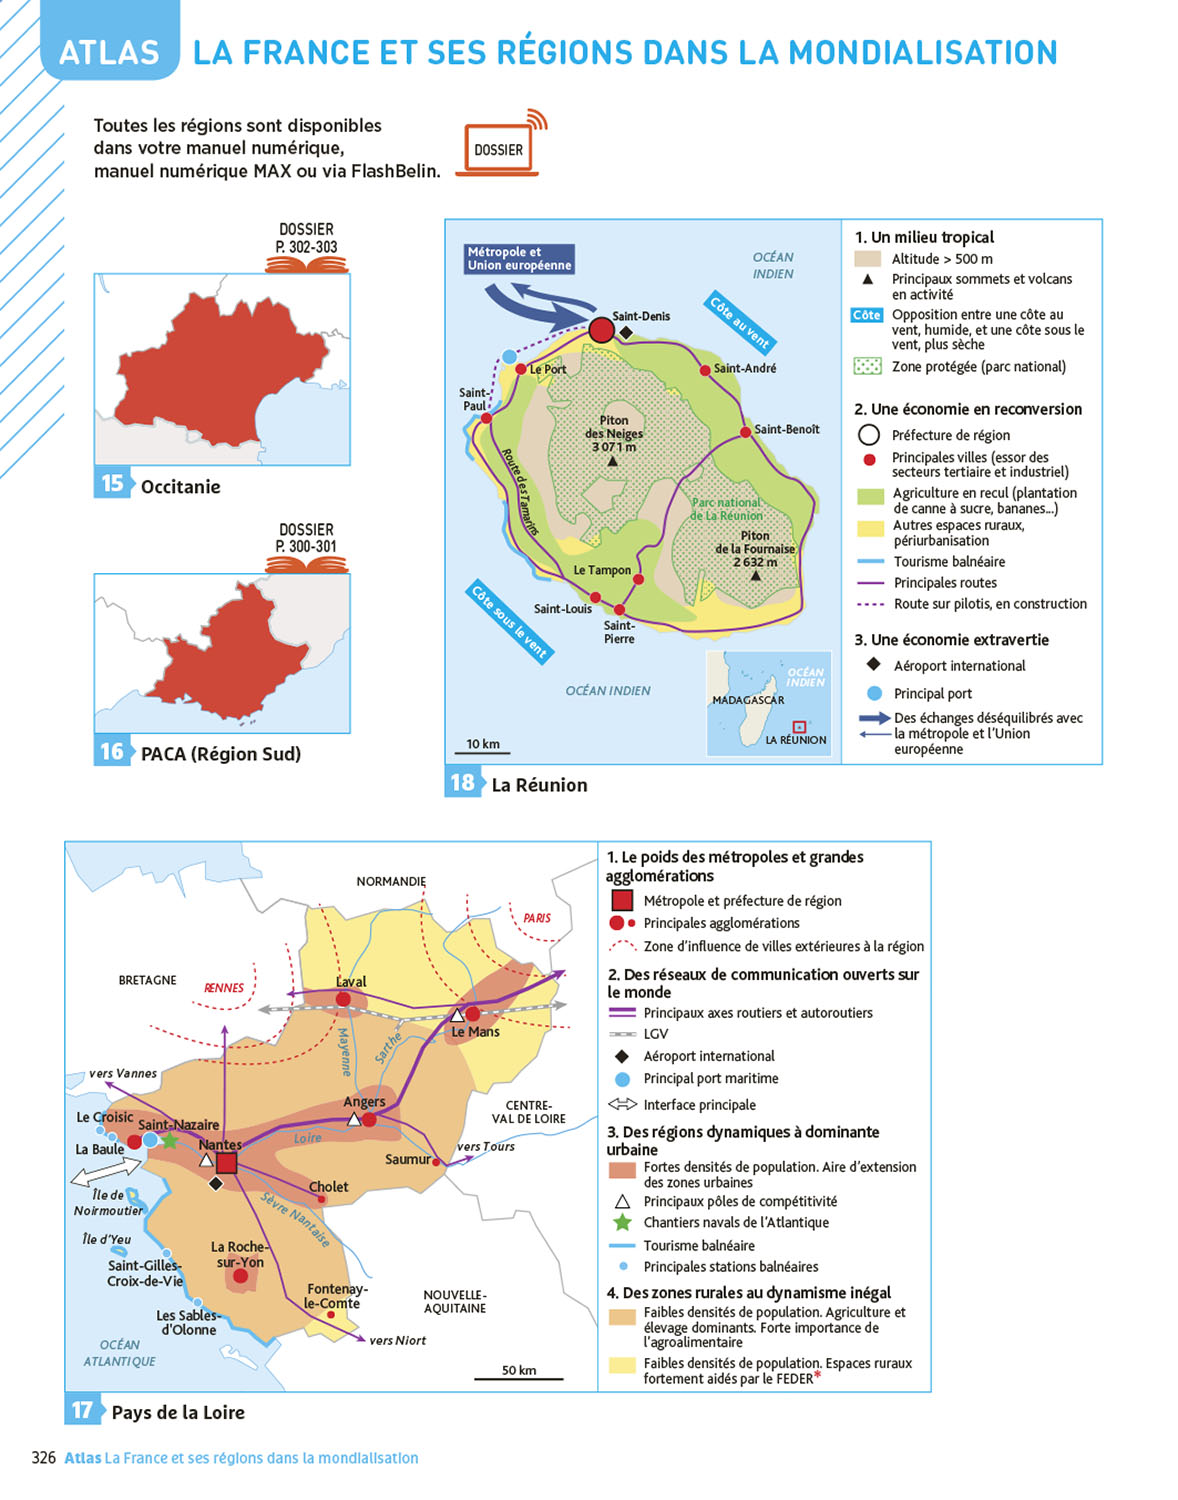 ATLAS
LA FRANCE ET SES RÉGIONS DANS LA MONDIALISATION
Toutes les régions sont disponibles
dans votre manuel numérique,
manuel numérique MAX ou via FlashBelin.
DOSSIER
DOSSIER
P. 302-303
15 Occitanie
DOSSIER
P. 300-301
16 PACA (Région Sud)
Métropole et
Union européenne
OCÉAN
INDIEN
Côte au vent
Saint-Denis
Le Port
Saint-André
Saint-
Paul
Saint-Benoît
Piton
des Neiges
3 071 m
Route des Tamarins
Parc national
de La Réunion
Piton
de la Fournaise
2 632 m
Le Tampon
Saint-Louis
Saint-
Pierre
Côte sous le vent
OCÉAN INDIEN
OCÉAN
INDIEN
MADAGASCAR
LA RÉUNION
10 km
1. Un milieu tropical
Altitude > 500 m
Principaux sommets et volcans
en activité
Côte
Opposition entre une côte au
vent, humide, et une côte sous le
vent, plus sèche
Zone protégée (parc national)
2. Une économie en reconversion
Préfecture de région
Principales villes (essor des
secteurs tertiaire et industriel)
Agriculture en recul (plantation
de canne à sucre, bananes...)
Autres espaces ruraux,
périurbanisation
Tourisme balnéaire
Principales routes
Route sur pilotis, en construction
3. Une économie extravertie
Aéroport international
Principal port
Des échanges déséquilibrés avec
la métropole et l'Union
européenne
18 La Réunion
NORMANDIE
PARIS
BRETAGNE
RENNES
Laval
Le Mans
Mayenne
Sarthe
vers Vannes
Le Croisic
Saint-Nazaire
La Baule
Nantes
Angers
Loire
CENTRE-
VAL DE LOIRE
vers Tours
Saumur
Cholet
Île de
Noirmoutier
Sèvre Nantaise
Île d'Yeu
Saint-Gilles-
Croix-de-Vie
La Roche-
sur-Yon
Fontenay-
le-Comte
NOUVELLE-
AQUITAINE
Les Sables-
d'Olonne
vers Niort
OCÉAN
ATLANTIQUE
50 km
1. Le poids des métropoles et grandes
agglomérations
Métropole et préfecture de région
Principales agglomérations
Zone d'influence de villes extérieures à la région
2. Des réseaux de communication ouverts sur
le monde
Principaux axes routiers et autoroutiers
LGV
Aéroport international
Principal port maritime
Interface principale
3. Des régions dynamiques à dominante
urbaine
Fortes densités de population. Aire d'extension
des zones urbaines
Principaux pôles de compétitivité
Chantiers navals de l'Atlantique
Tourisme balnéaire
Principales stations balnéaires
4. Des zones rurales au dynamisme inégal
Faibles densités de population. Agriculture et
élevage dominants. Forte importance de
l'agroalimentaire
Faibles densités de population. Espaces ruraux
fortement aidés par le FEDER*
17 Pays de la Loire
326 Atlas La France et ses régions dans la mondialisation